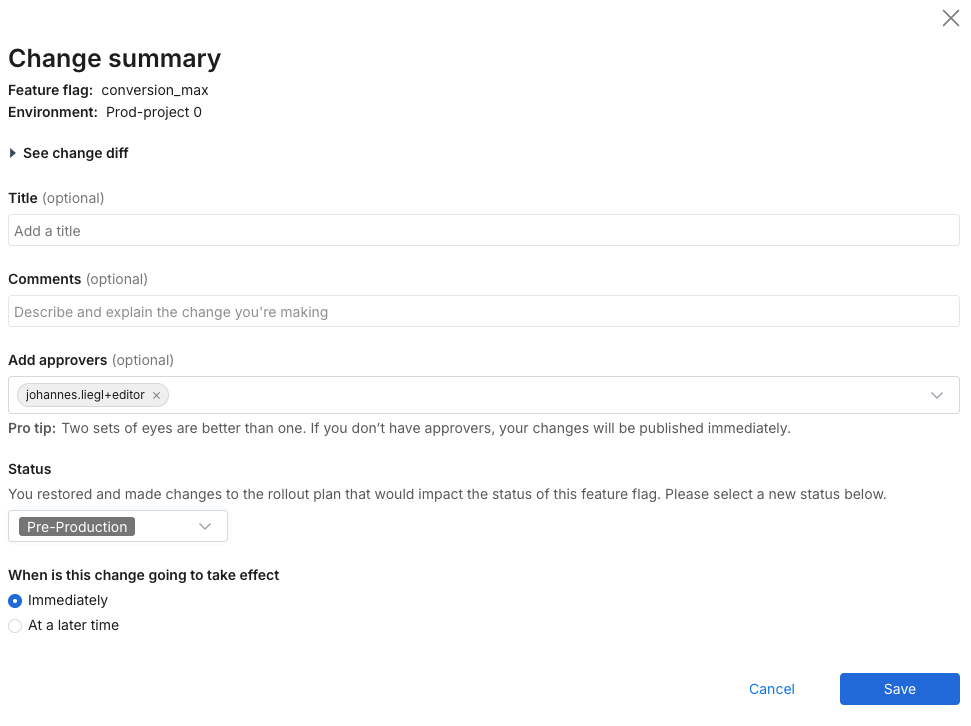 Change summary
Feature flag: conversion_max
Environment: Prod-project 0
See change diff
Title (optional)
Add a title
Comments (optional)
Describe and explain the change you're making
Add approvers (optional)
johannes.liegl+editor ×
Pro tip: Two sets of eyes are better than one. If you don’t have approvers, your changes will be published immediately.
Status
You restored and made changes to the rollout plan that would impact the status of this feature flag. Please select a new status below.
Pre-Production
When is this change going to take effect
Immediately
At a later time
Cancel Save